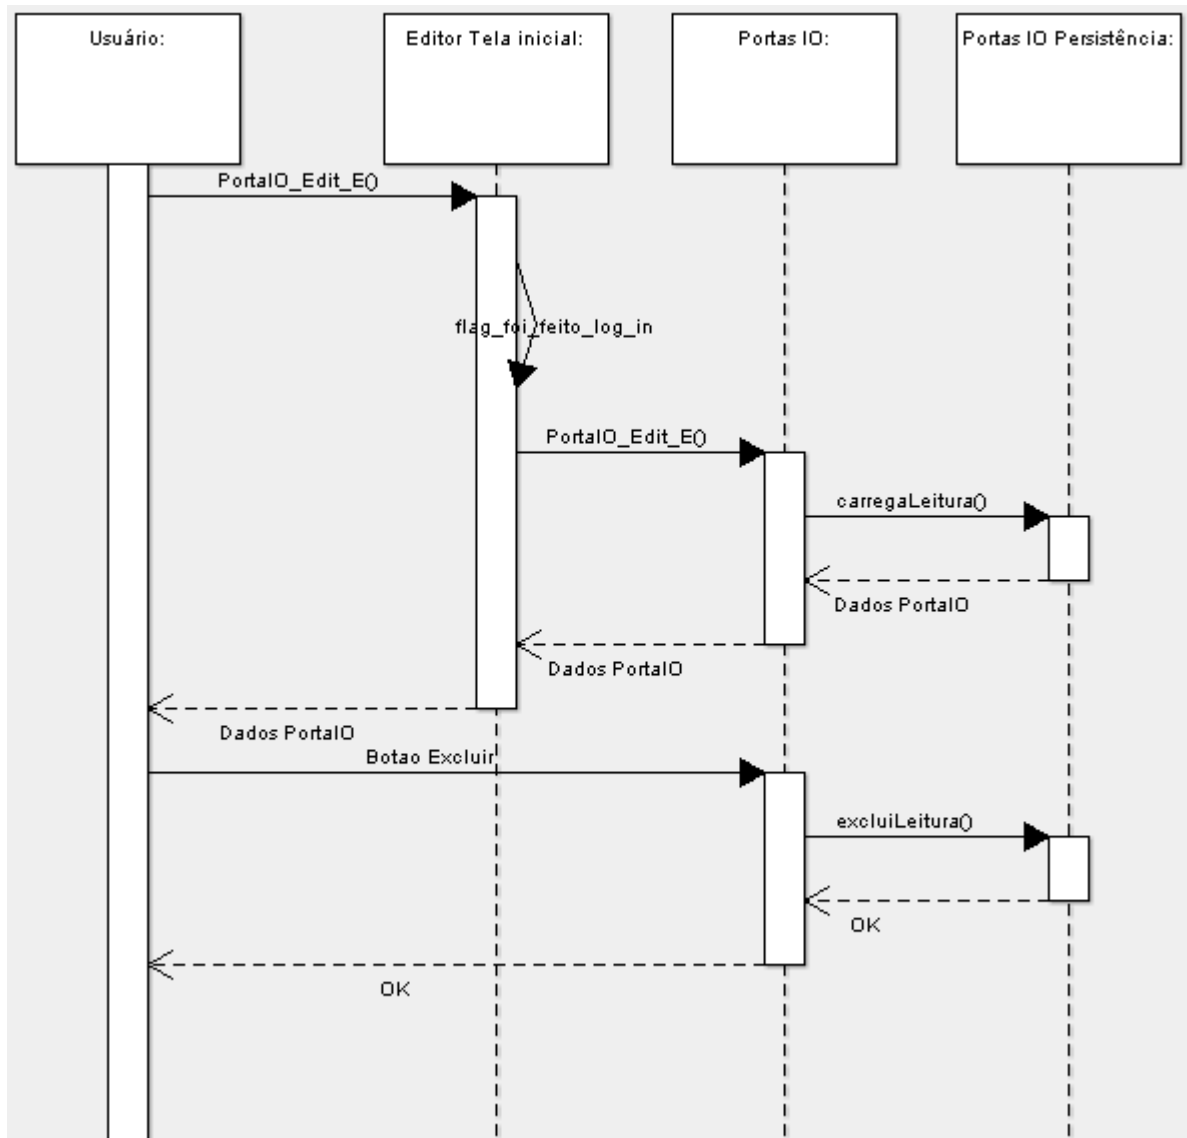 Usuário:
Editor Tela inicial:
Portas IO:
Portas IO Persistência:
PortaIO_Edit_E()
flag_foi_feito_log_in
PortaIO_Edit_E()
carregaLeitura()
Dados PortaIO
Dados PortaIO
Dados PortaIO
Botao Excluir
excluiLeitura()
OK
OK